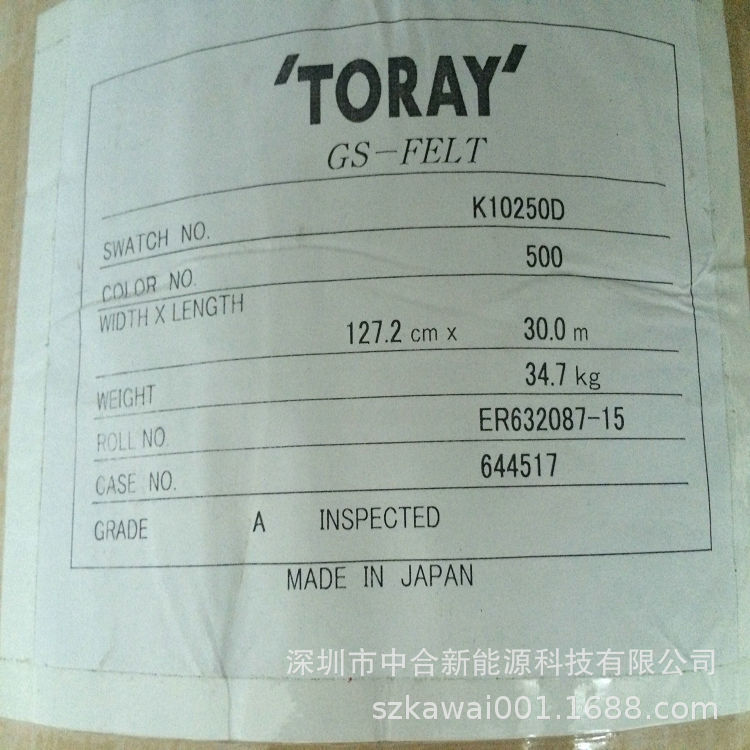 'TORAY'
GS-FELT
SWATCH NO. K10250D
COLOR NO. 500
WIDTH X LENGTH 127.2 cm x 30.0 m
WEIGHT 34.7 kg
ROLL NO. ER632087-15
CASE NO. 644517
GRADE A INSPECTED
MADE IN JAPAN
深圳市中合新能源科技有限公司
szkawai001.1688.com